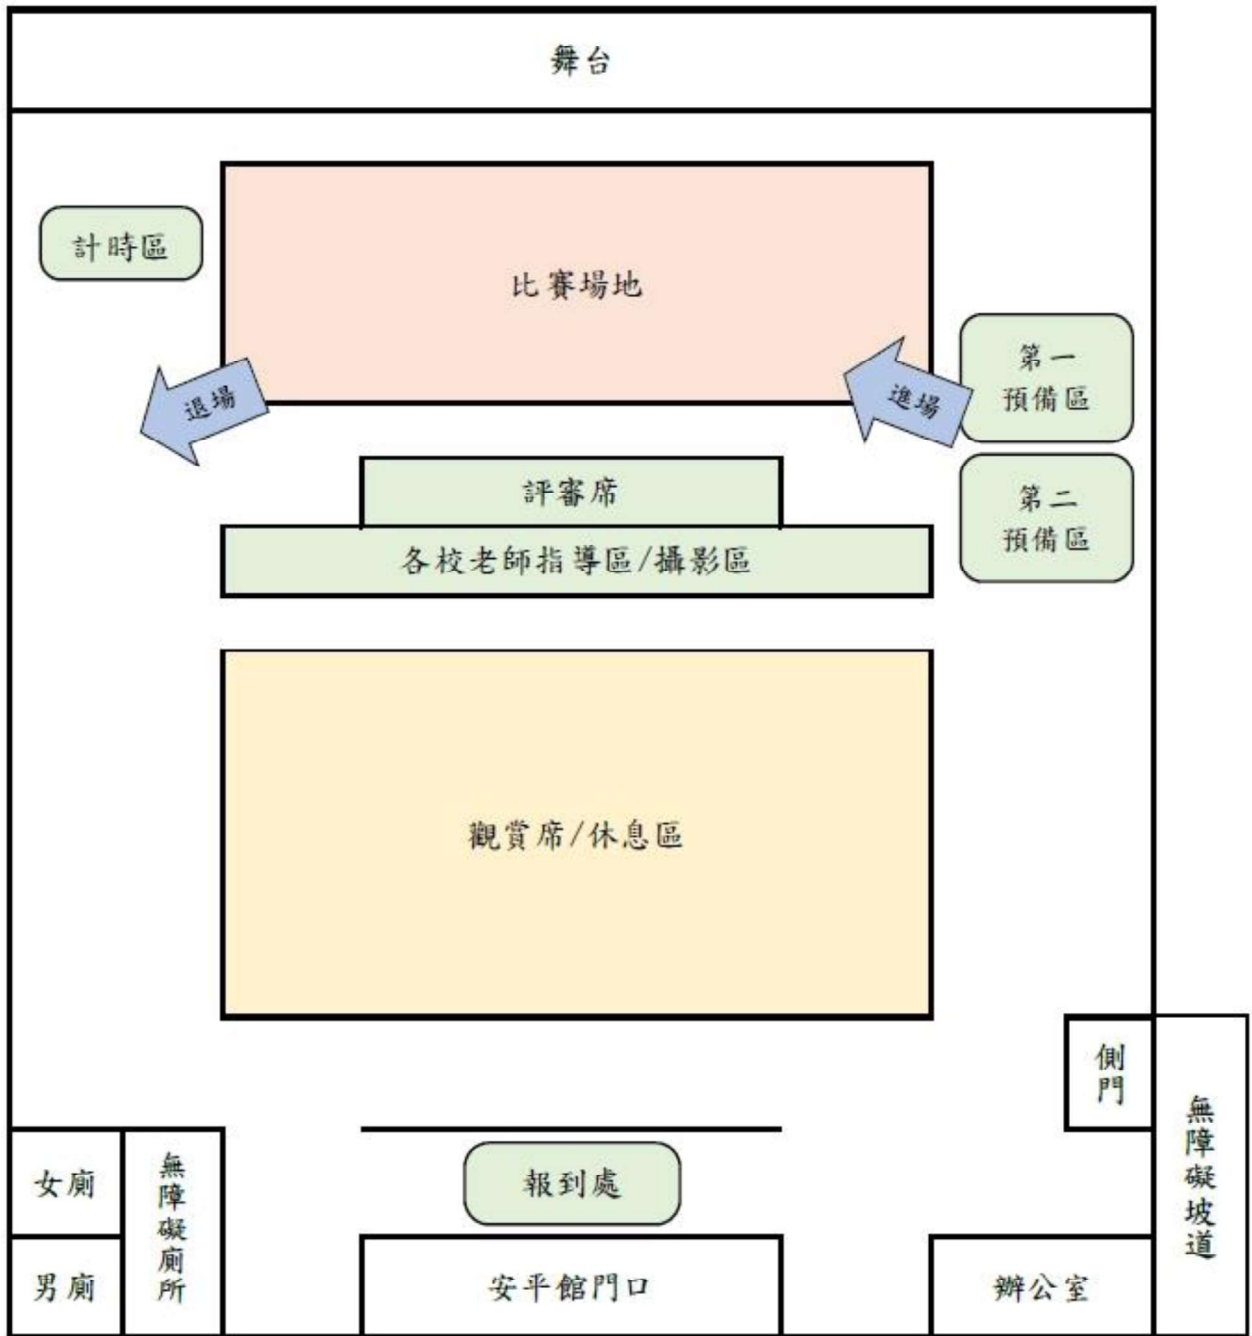 舞台
計時區
比賽場地
第一
預備區
退場
進場
評審席
第二
預備區
各校老師指導區/攝影區
觀賞席/休息區
側門
無障礙坡道
女廁
無障礙廁所
報到處
男廁
安平館門口
辦公室